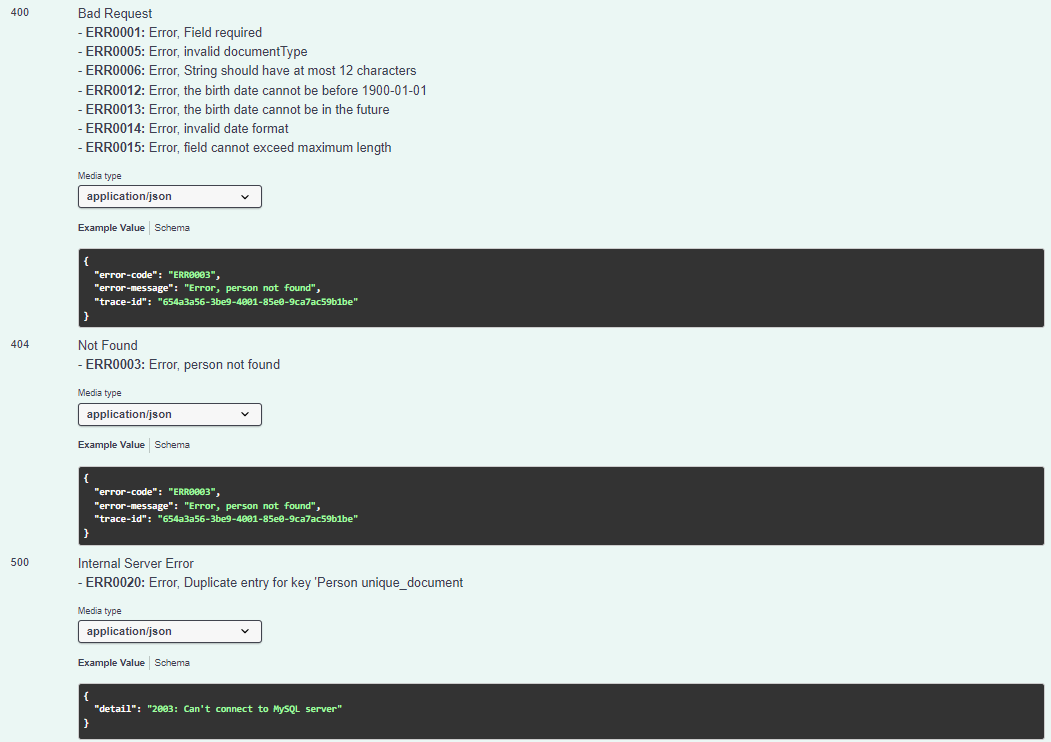 400
Bad Request
- ERR0001: Error, Field required
- ERR0005: Error, invalid documentType
- ERR0006: Error, String should have at most 12 characters
- ERR0012: Error, the birth date cannot be before 1900-01-01
- ERR0013: Error, the birth date cannot be in the future
- ERR0014: Error, invalid date format
- ERR0015: Error, field cannot exceed maximum length
Media type
application/json
Example Value | Schema
{
"error-code": "ERR0003",
"error-message": "Error, person not found",
"trace-id": "654a3a56-3be9-4001-85e0-9ca7ac59b1be"
}
404
Not Found
- ERR0003: Error, person not found
Media type
application/json
Example Value | Schema
{
"error-code": "ERR0003",
"error-message": "Error, person not found",
"trace-id": "654a3a56-3be9-4001-85e0-9ca7ac59b1be"
}
500
Internal Server Error
- ERR0020: Error, Duplicate entry for key 'Person unique_document
Media type
application/json
Example Value | Schema
{
"detail": "2003: Can't connect to MySQL server"
}